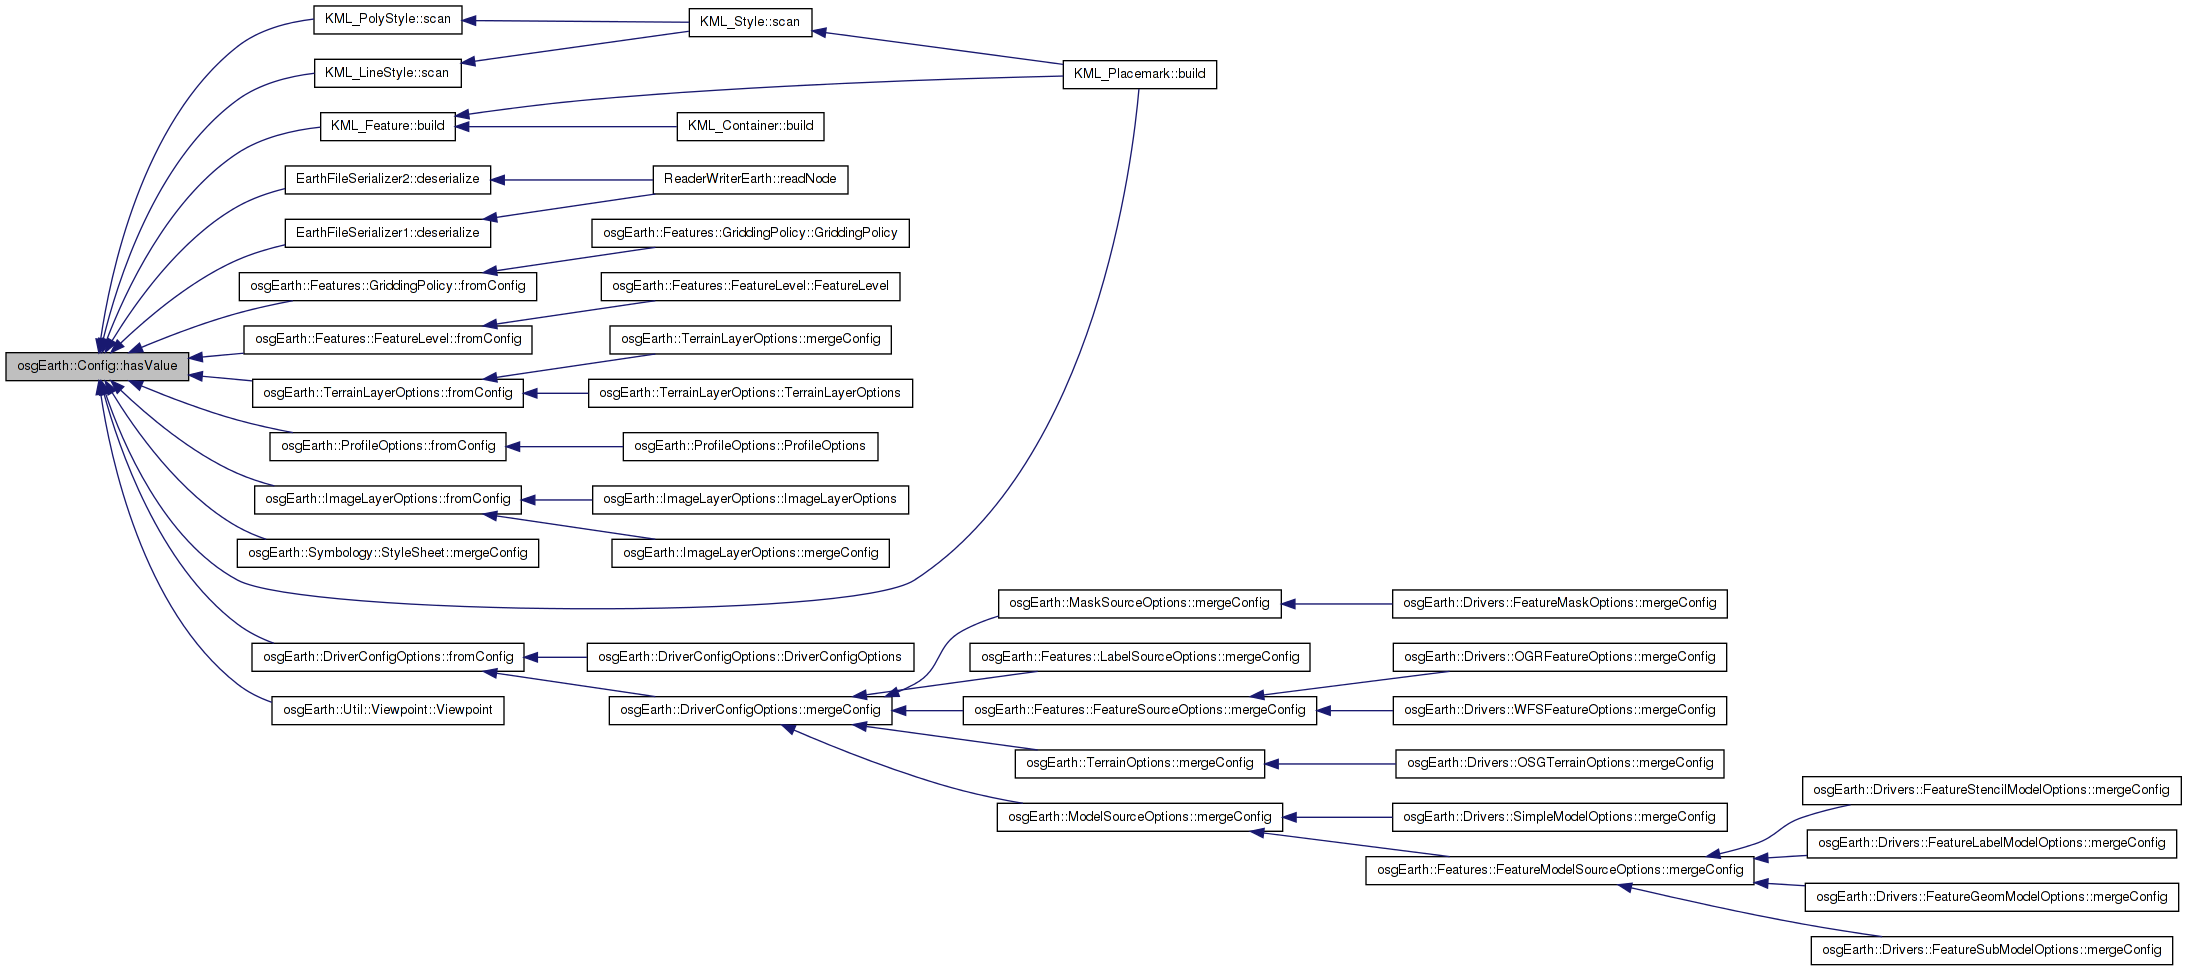 KML_PolyStyle::scan
KML_Style::scan
KML_LineStyle::scan
KML_Placemark::build
KML_Feature::build
KML_Container::build
EarthFileSerializer2::deserialize
ReaderWriterEarth::readNode
EarthFileSerializer1::deserialize
osgEarth::Features::GriddingPolicy::GriddingPolicy
osgEarth::Features::GriddingPolicy::fromConfig
osgEarth::Features::FeatureLevel::FeatureLevel
osgEarth::Features::FeatureLevel::fromConfig
osgEarth::TerrainLayerOptions::mergeConfig
osgEarth::Config::hasValue
osgEarth::TerrainLayerOptions::fromConfig
osgEarth::TerrainLayerOptions::TerrainLayerOptions
osgEarth::ProfileOptions::fromConfig
osgEarth::ProfileOptions::ProfileOptions
osgEarth::ImageLayerOptions::fromConfig
osgEarth::ImageLayerOptions::ImageLayerOptions
osgEarth::Symbology::StyleSheet::mergeConfig
osgEarth::ImageLayerOptions::mergeConfig
osgEarth::MaskSourceOptions::mergeConfig
osgEarth::Drivers::FeatureMaskOptions::mergeConfig
osgEarth::DriverConfigOptions::fromConfig
osgEarth::DriverConfigOptions::DriverConfigOptions
osgEarth::Features::LabelSourceOptions::mergeConfig
osgEarth::Drivers::OGRFeatureOptions::mergeConfig
osgEarth::Util::Viewpoint::Viewpoint
osgEarth::DriverConfigOptions::mergeConfig
osgEarth::Features::FeatureSourceOptions::mergeConfig
osgEarth::Drivers::WFSFeatureOptions::mergeConfig
osgEarth::TerrainOptions::mergeConfig
osgEarth::Drivers::OSGTerrainOptions::mergeConfig
osgEarth::Drivers::FeatureStencilModelOptions::mergeConfig
osgEarth::ModelSourceOptions::mergeConfig
osgEarth::Drivers::SimpleModelOptions::mergeConfig
osgEarth::Drivers::FeatureLabelModelOptions::mergeConfig
osgEarth::Features::FeatureModelSourceOptions::mergeConfig
osgEarth::Drivers::FeatureGeomModelOptions::mergeConfig
osgEarth::Drivers::FeatureSubModelOptions::mergeConfig